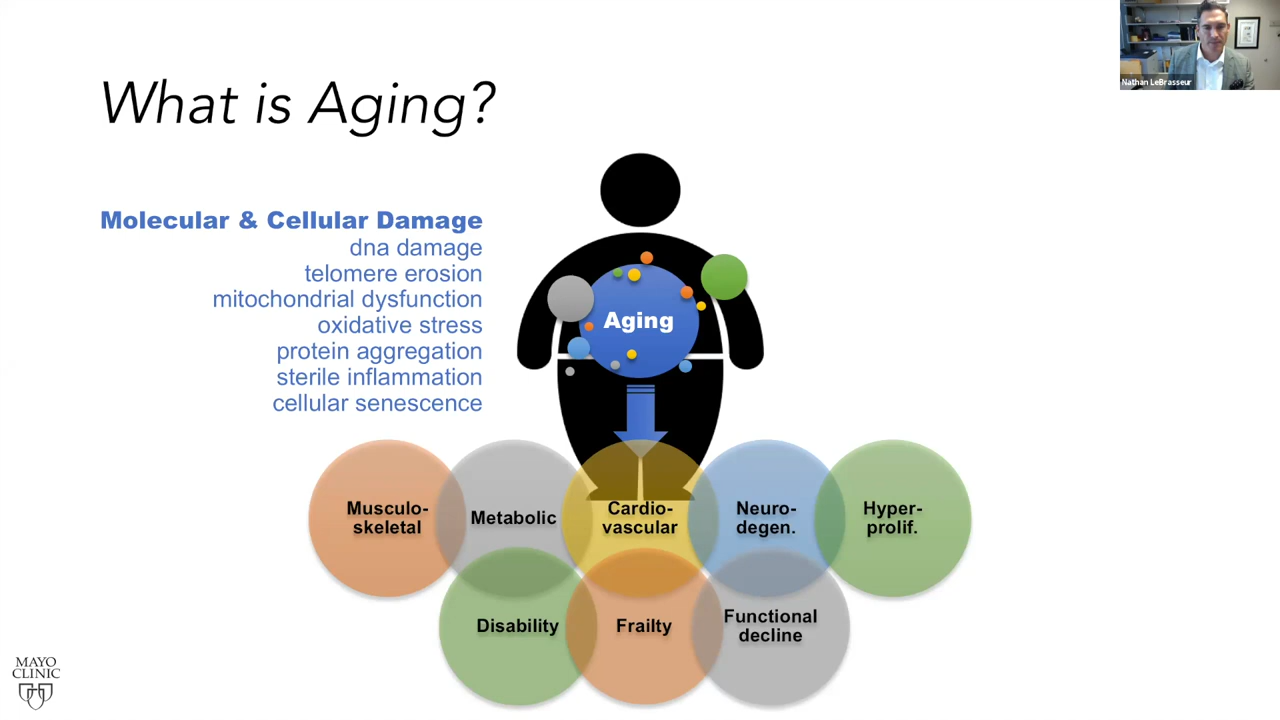 Nathan LeBrasseur
What is Aging?
Molecular & Cellular Damage
dna damage
telomere erosion
mitochondrial dysfunction
oxidative stress
protein aggregation
sterile inflammation
cellular senescence
Aging
Musculo-
skeletal
Metabolic
Cardio-
vascular
Neuro-
degen.
Hyper-
prolif.
Disability
Frailty
Functional
decline
MAYO
CLINIC